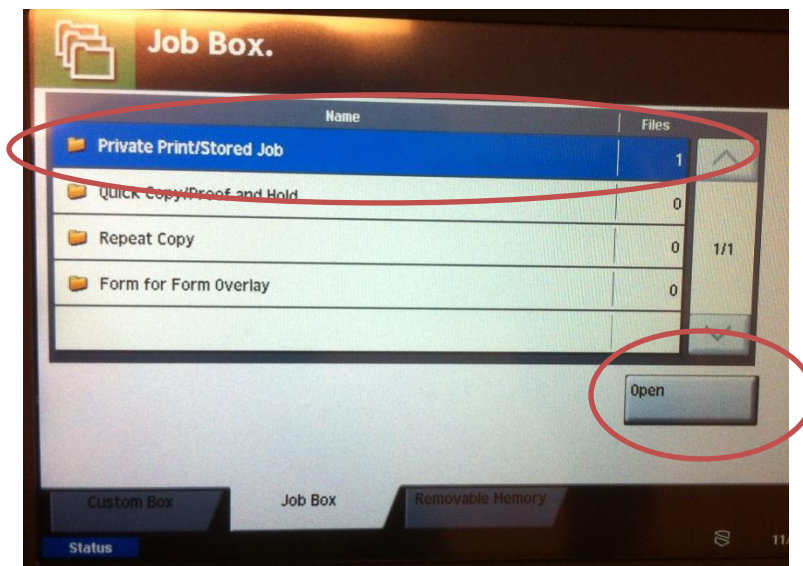 Job Box.
Name Files
Private Print/Stored Job 1
Quick Copy/Proof and Hold 0
Repeat Copy 0 1/1
Form for Form Overlay 0
Open
Custom Box Job Box Removable Memory
Status 11/